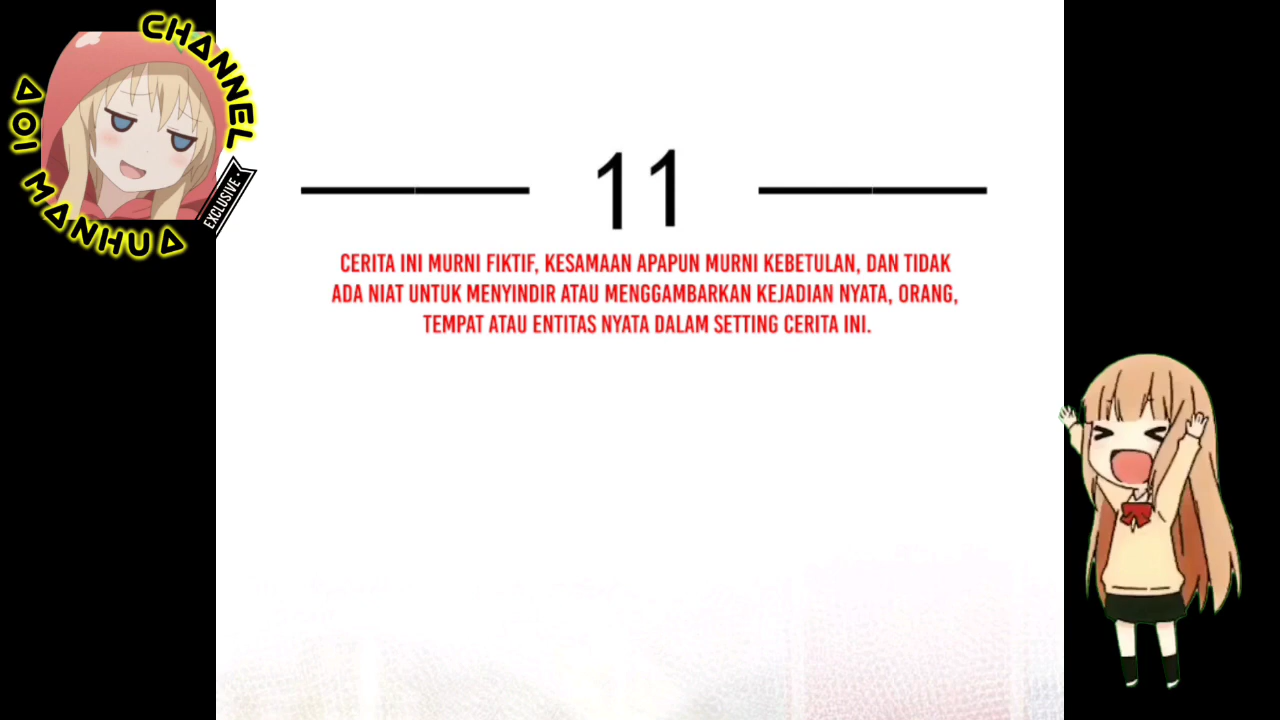 CHANNEL
AOI MANHUA
EXCLUSIVE
11
CERITA INI MURNI FIKTIF, KESAMAAN APAPUN MURNI KEBETULAN, DAN TIDAK
ADA NIAT UNTUK MENYINDIR ATAU MENGGAMBARKAN KEJADIAN NYATA, ORANG,
TEMPAT ATAU ENTITAS NYATA DALAM SETTING CERITA INI.